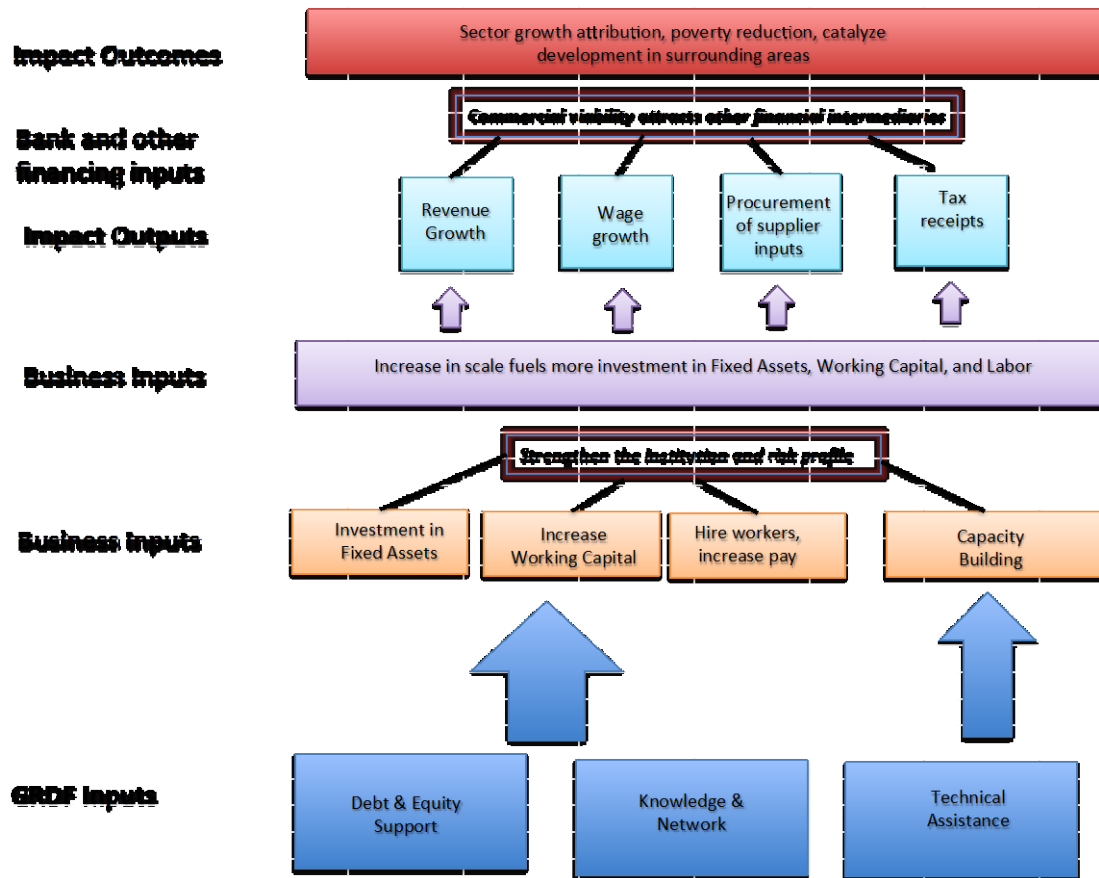 Impact Outcomes
Sector growth attribution, poverty reduction, catalyze
development in surrounding areas
Bank and other
financing inputs
Commercial viability attracts other financial intermediaries
Impact Outputs
Revenue
Growth
Wage
growth
Procurement
of supplier
inputs
Tax
receipts
Business Inputs
Increase in scale fuels more investment in Fixed Assets, Working Capital, and Labor
Strengthen the institution and risk profile
Business Inputs
Investment in
Fixed Assets
Increase
Working Capital
Hire workers,
increase pay
Capacity
Building
GRDF Inputs
Debt & Equity
Support
Knowledge &
Network
Technical
Assistance